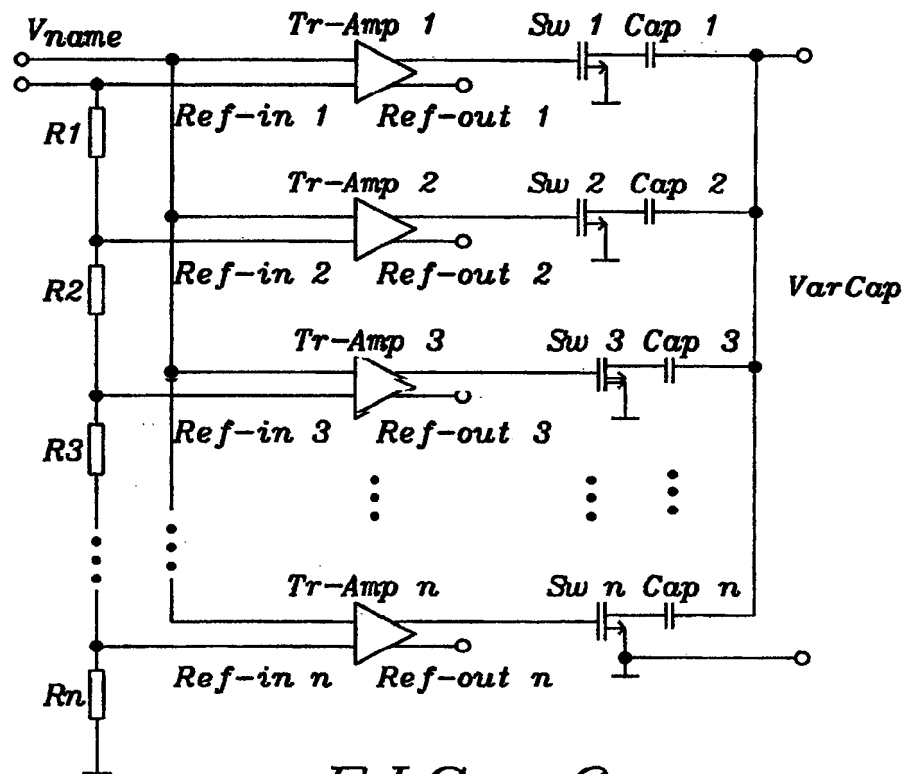 Vname
Tr-Amp 1
Sw 1 Cap 1
R1
Ref-in 1
Ref-out 1
Tr-Amp 2
Sw 2 Cap 2
R2
Ref-in 2
Ref-out 2
VarCap
Tr-Amp 3
Sw 3 Cap 3
R3
Ref-in 3
Ref-out 3
Tr-Amp n
Sw n Cap n
Rn
Ref-in n
Ref-out n